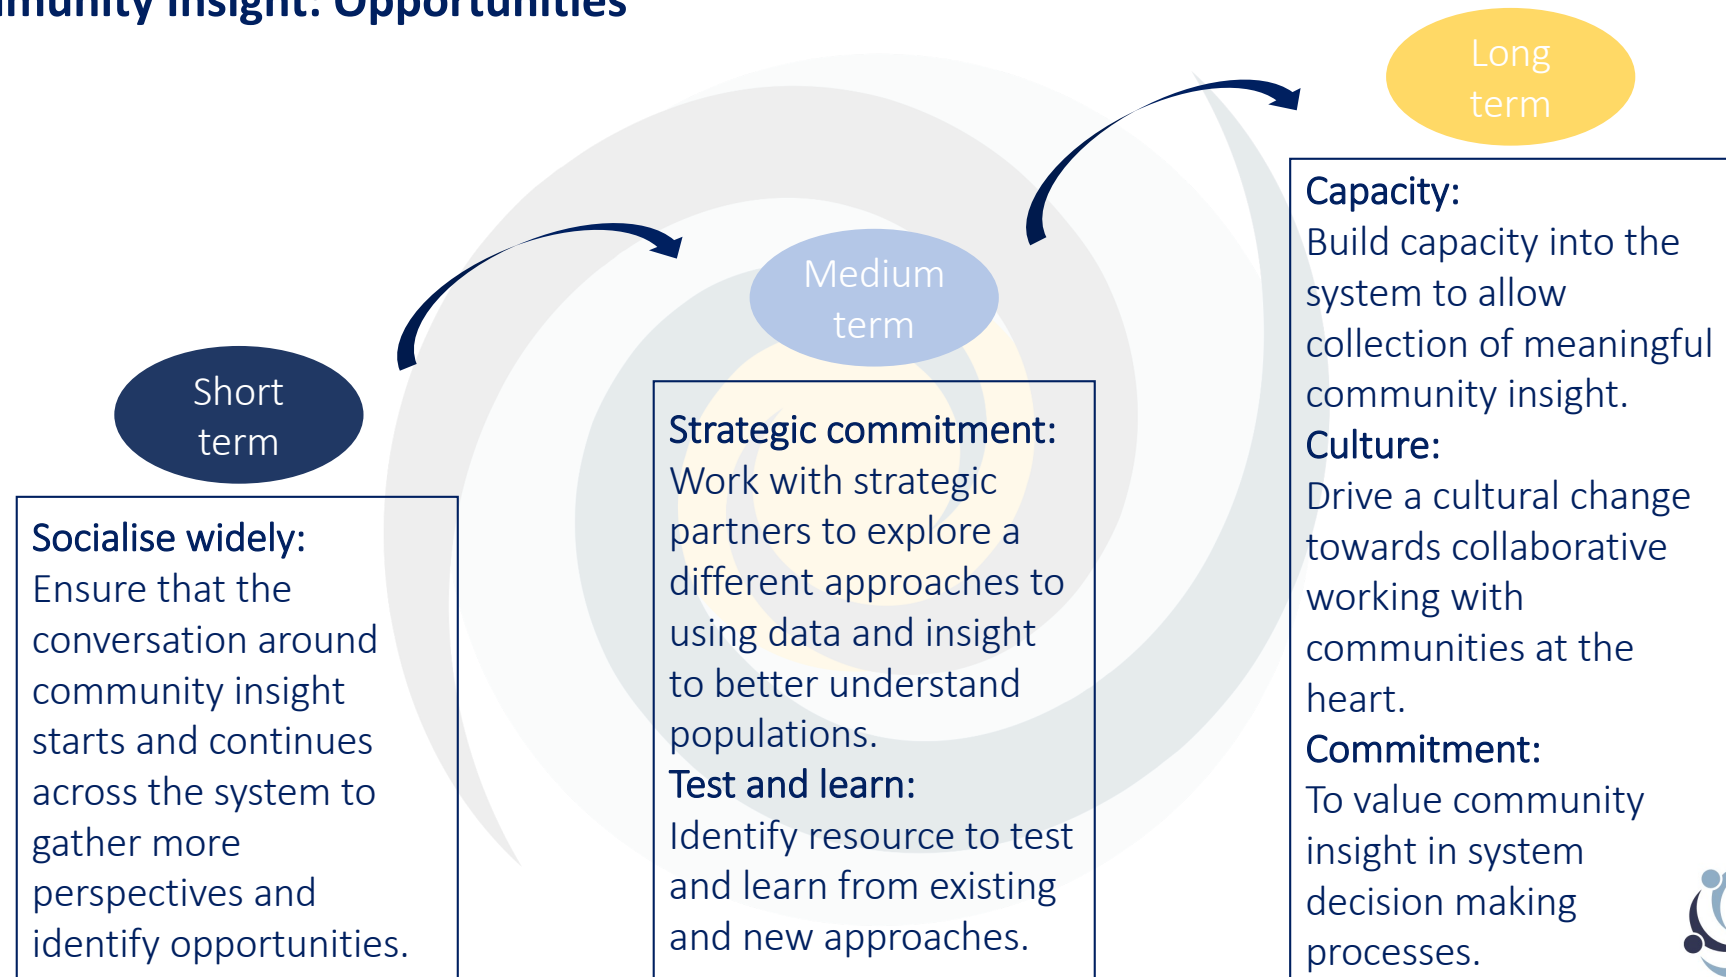 mmunity Insight: Opportunities
Short
term
Socialise widely:
Ensure that the
conversation around
community insight
starts and continues
across the system to
gather more
perspectives and
identify opportunities.
Medium
term
Strategic commitment:
Work with strategic
partners to explore a
different approaches to
using data and insight
to better understand
populations.
Test and learn:
Identify resource to test
and learn from existing
and new approaches.
Long
term
Capacity:
Build capacity into the
system to allow
collection of meaningful
community insight.
Culture:
Drive a cultural change
towards collaborative
working with
communities at the
heart.
Commitment:
To value community
insight in system
decision making
processes.